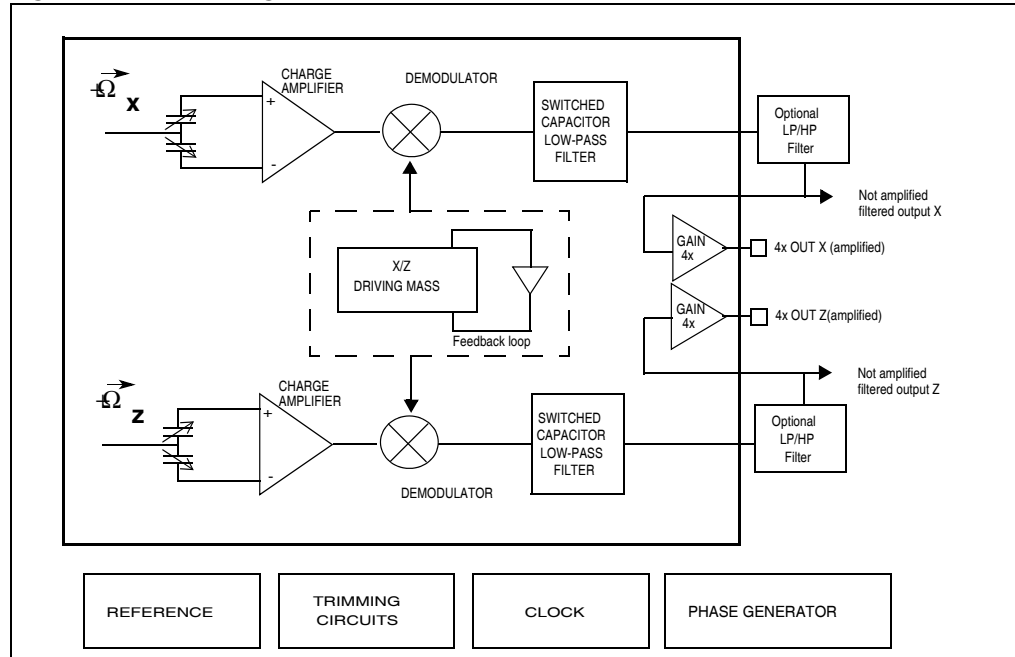 +Ω X
CHARGE
AMPLIFIER
+
-
DEMODULATOR
SWITCHED
CAPACITOR
LOW-PASS
FILTER
Optional
LP/HP
Filter
Not amplified
filtered output X
GAIN
4x
4x OUT X (amplified)
X/Z
DRIVING MASS
Feedback loop
GAIN
4x
4x OUT Z(amplified)
Not amplified
filtered output Z
+Ω Z
CHARGE
AMPLIFIER
+
-
DEMODULATOR
SWITCHED
CAPACITOR
LOW-PASS
FILTER
Optional
LP/HP
Filter
REFERENCE
TRIMMING
CIRCUITS
CLOCK
PHASE GENERATOR